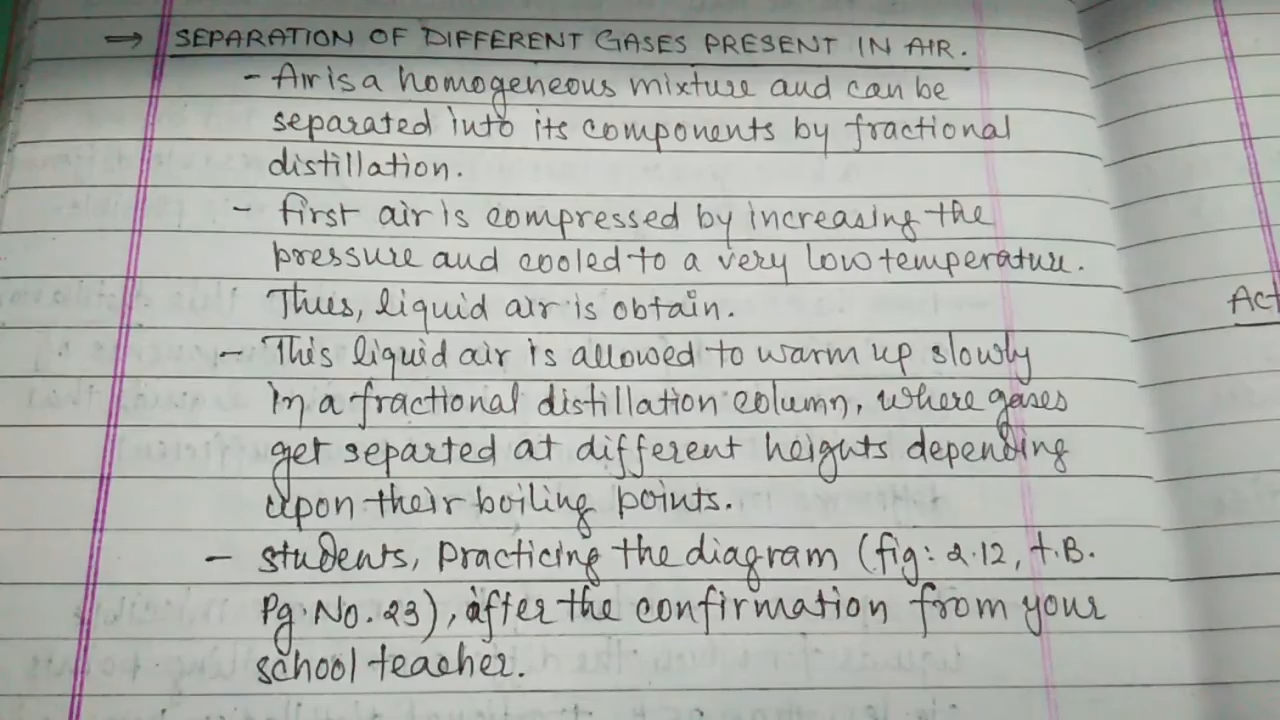 ⇒ SEPARATION OF DIFFERENT GASES PRESENT IN AIR.
- Air is a homogeneous mixture and can be
separated into its components by fractional
distillation.
- first air is compressed by increasing the
pressure and cooled to a very low temperature.
Thus, liquid air is obtain.
- This liquid air is allowed to warm up slowly
in a fractional distillation column, where gases
get separted at different heights depending
upon their boiling points.
- students, practicing the diagram (fig: 2.12, t.B.
Pg No. 23), after the confirmation from your
school teacher.
ACT